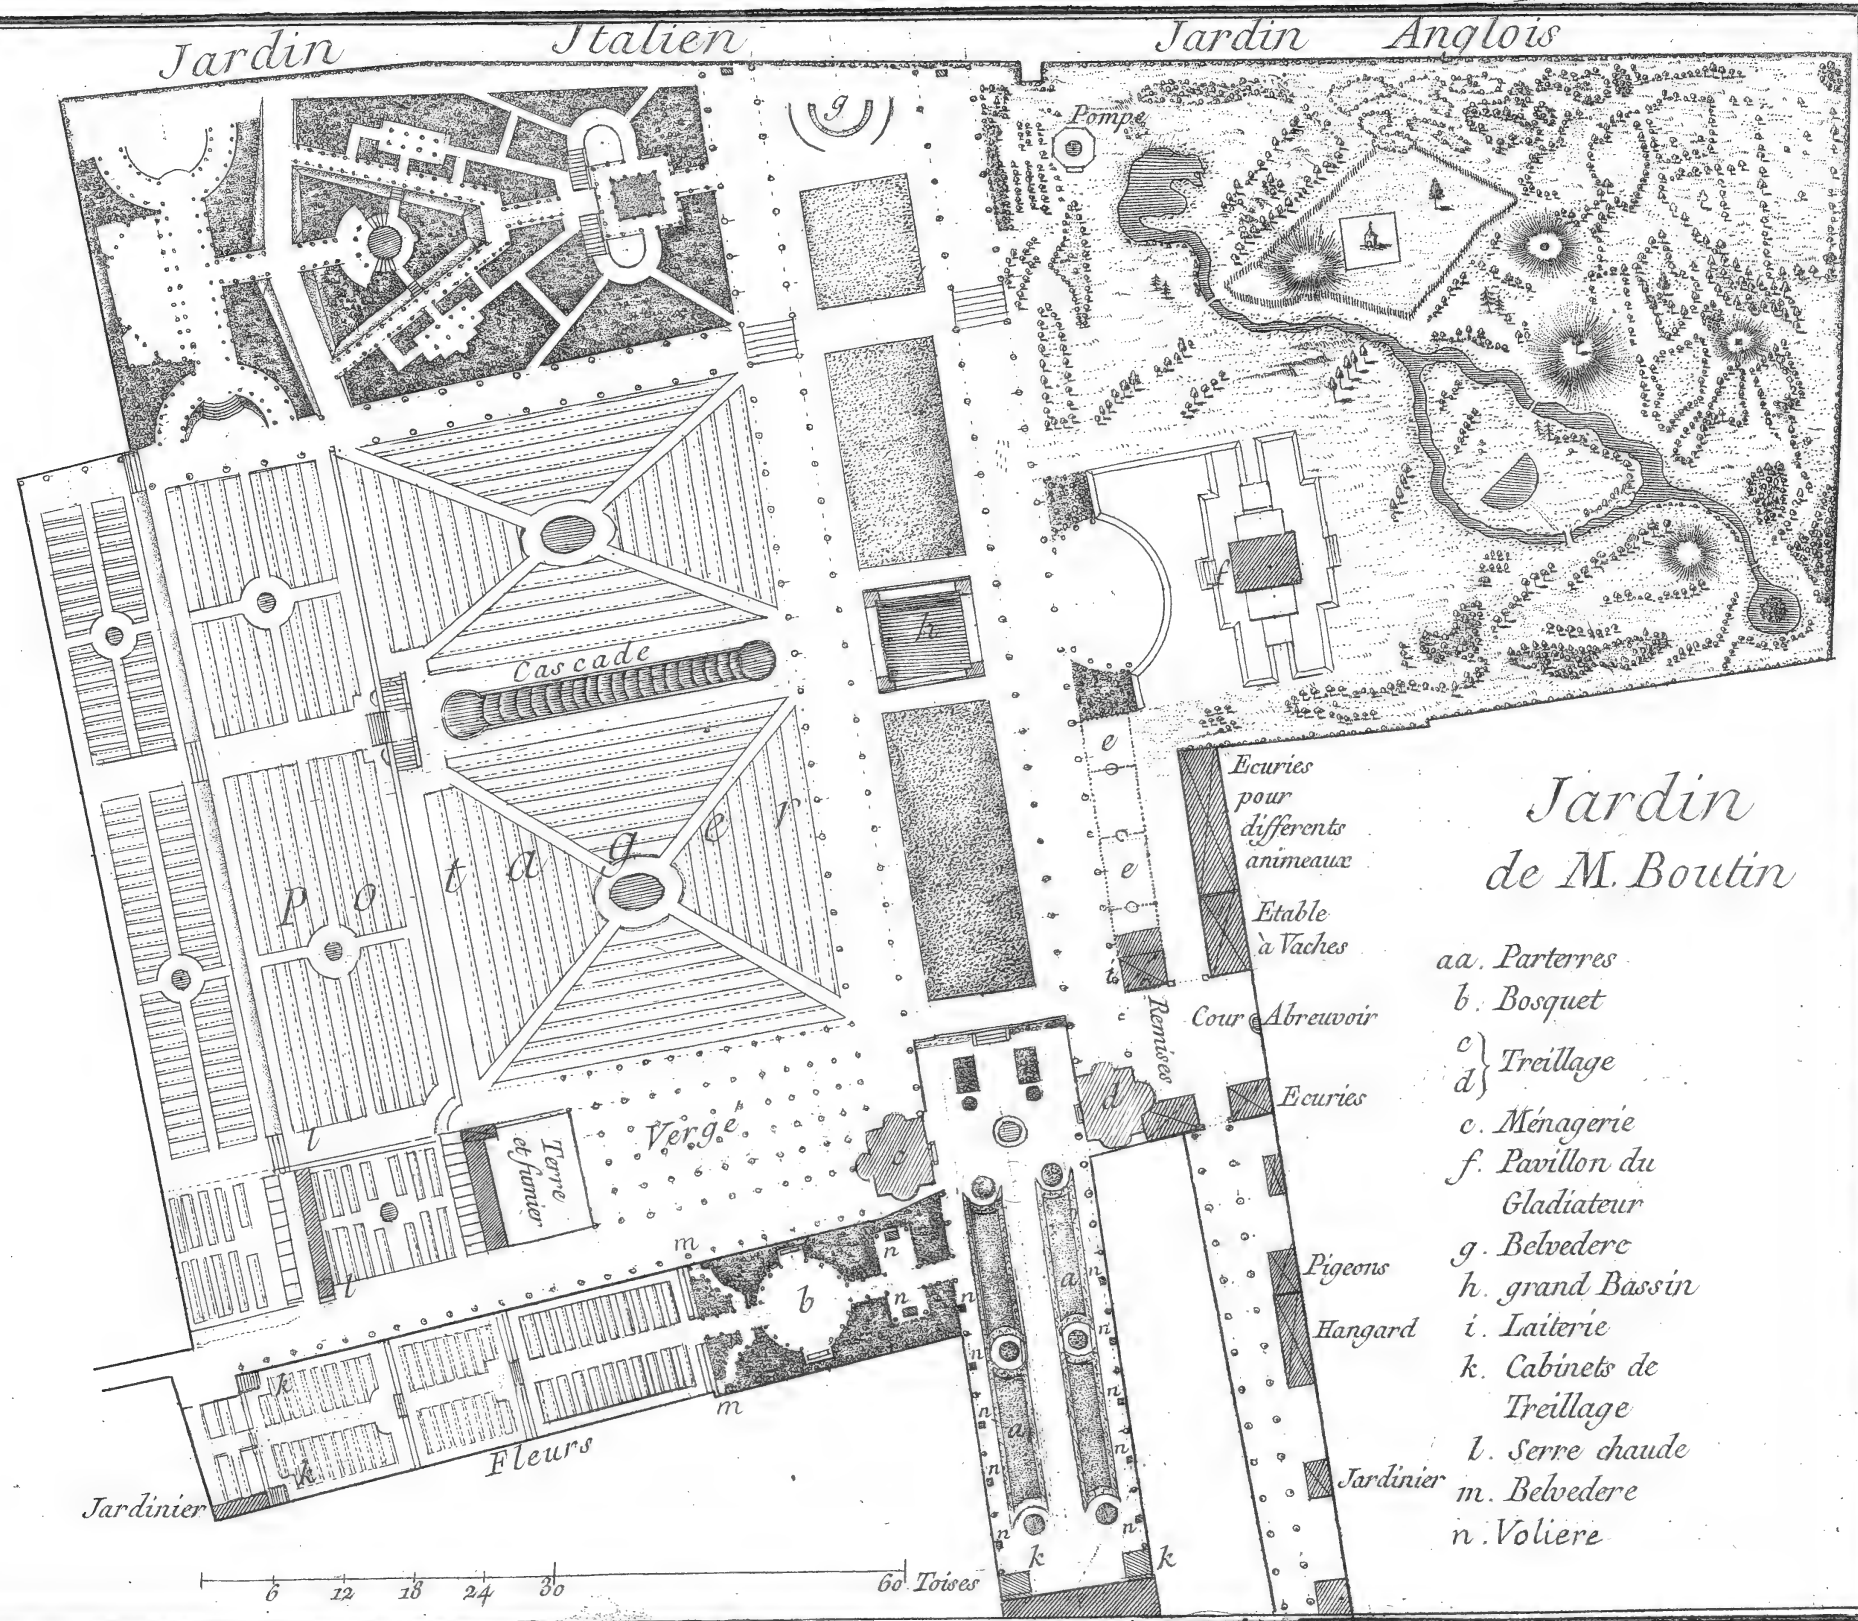 Jardin Italien
Jardin Anglois
g
Pompe
f
h
Cascade
Potager
e
e
Ecuries
pour
differents
animeaux
Etable
à Vaches
i
Remises
Cour Abreuvoir
d
Ecuries
Vergé
Terre
et fumier
l
l
m
m
b
n
n
n
n
n
n
n
n
n
n
n
n
a
a
Pigeons
Hangard
Jardinier
k
k
Fleurs
Jardinier
k
k
6 12 18 24 30 60 Toises
Jardin
de M. Boutin
aa. Parterres
b. Bosquet
c
d} Treillage
e. Ménagerie
f. Pavillon du
Gladiateur
g. Belvedere
h. grand Bassin
i. Laiterie
k. Cabinets de
Treillage
l. Serre chaude
m. Belvedere
n. Voliere